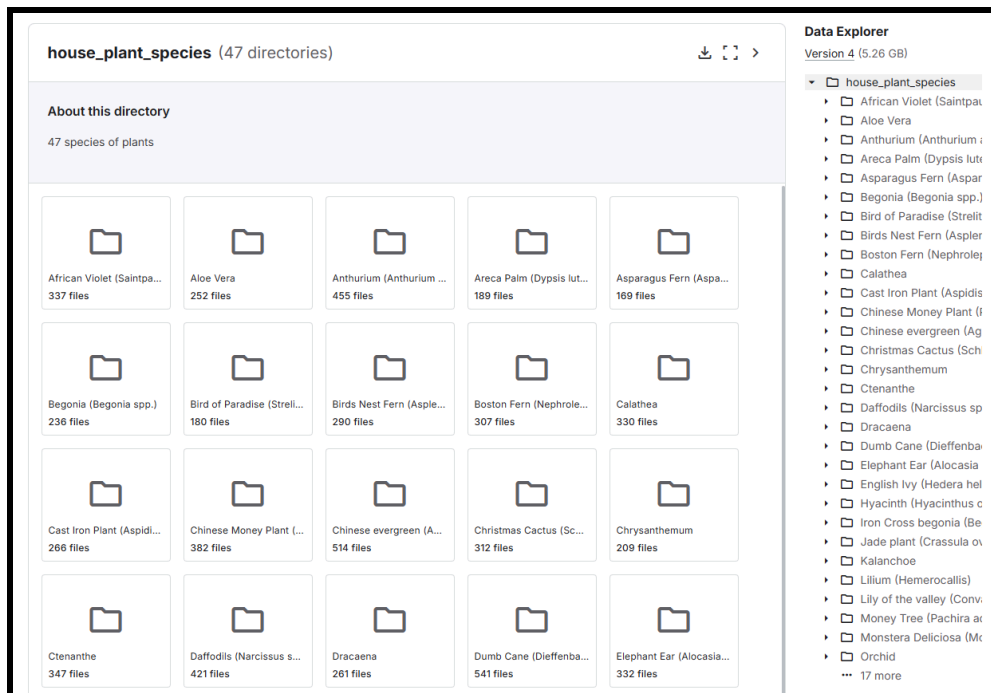 house_plant_species (47 directories)
About this directory
47 species of plants
African Violet (Saintpa...
337 files
Aloe Vera
252 files
Anthurium (Anthurium ...
455 files
Areca Palm (Dypsis lut...
189 files
Asparagus Fern (Aspa...
169 files
Begonia (Begonia spp.)
236 files
Bird of Paradise (Streli...
180 files
Birds Nest Fern (Asple...
290 files
Boston Fern (Nephrole...
307 files
Calathea
330 files
Cast Iron Plant (Aspidi...
266 files
Chinese Money Plant (...
382 files
Chinese evergreen (A...
514 files
Christmas Cactus (Sc...
312 files
Chrysanthemum
209 files
Ctenanthe
347 files
Daffodils (Narcissus s...
421 files
Dracaena
261 files
Dumb Cane (Dieffenba...
541 files
Elephant Ear (Alocasia...
332 files
Data Explorer
Version 4 (5.26 GB)
house_plant_species
African Violet (Saintpau
Aloe Vera
Anthurium (Anthurium a
Areca Palm (Dypsis lute
Asparagus Fern (Aspar
Begonia (Begonia spp.)
Bird of Paradise (Strelit
Birds Nest Fern (Aspler
Boston Fern (Nephrolep
Calathea
Cast Iron Plant (Aspidis
Chinese Money Plant (P
Chinese evergreen (Ag
Christmas Cactus (Schl
Chrysanthemum
Ctenanthe
Daffodils (Narcissus sp
Dracaena
Dumb Cane (Dieffenbac
Elephant Ear (Alocasia
English Ivy (Hedera hel
Hyacinth (Hyacinthus o
Iron Cross begonia (Be
Jade plant (Crassula ov
Kalanchoe
Lilium (Hemerocallis)
Lily of the valley (Conva
Money Tree (Pachira ac
Monstera Deliciosa (Mo
Orchid
17 more